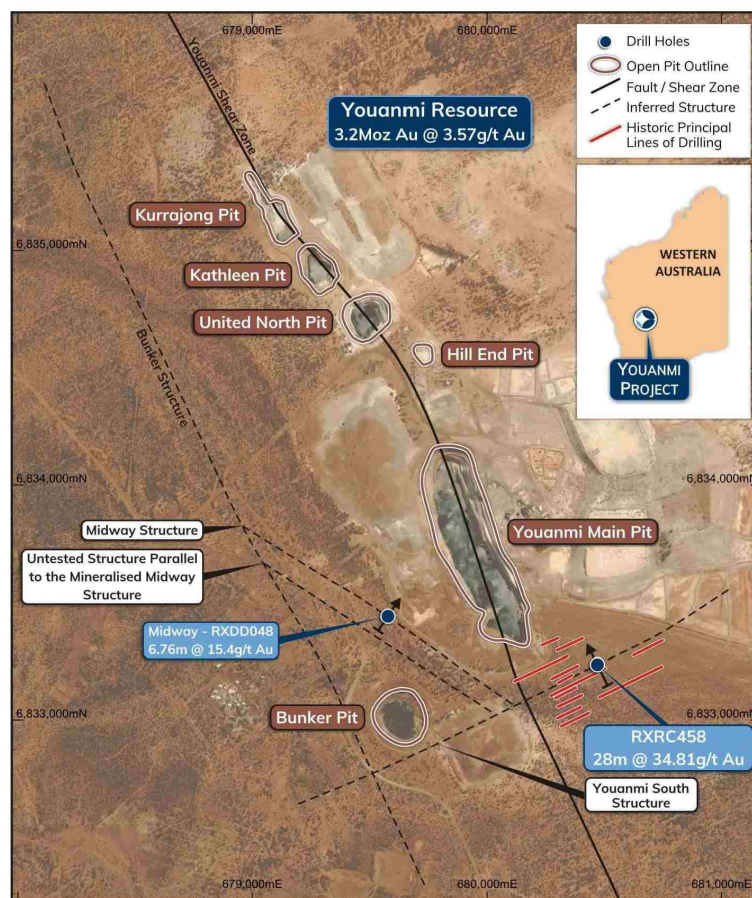 679,000mE
680,000mE
Drill Holes
Open Pit Outline
Fault / Shear Zone
Inferred Structure
Historic Principal
Lines of Drilling
Youanmi Shear Zone
Youanmi Resource
3.2Moz Au @ 3.57g/t Au
WESTERN
AUSTRALIA
YOUANMI
PROJECT
Kurrajong Pit
6,835,000mN
Kathleen Pit
United North Pit
Hill End Pit
Bunker Structure
6,834,000mN
6,834,000mN
Youanmi Main Pit
Midway Structure
Untested Structure Parallel
to the Mineralised Midway
Structure
Midway - RXDD048
6.76m @ 15.4g/t Au
Bunker Pit
6,833,000mN
6,833,000mN
RXRC458
28m @ 34.81g/t Au
Youanmi South
Structure
679,000mE
680,000mE
681,000mE